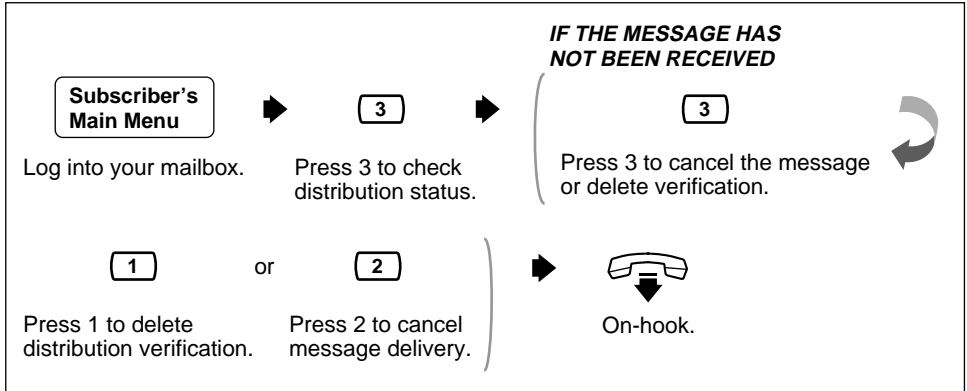 IF THE MESSAGE HAS
NOT BEEN RECEIVED
Subscriber's
Main Menu
3
3
Log into your mailbox.
Press 3 to check
distribution status.
Press 3 to cancel the message
or delete verification.
1
or
2
Press 1 to delete
distribution verification.
Press 2 to cancel
message delivery.
On-hook.